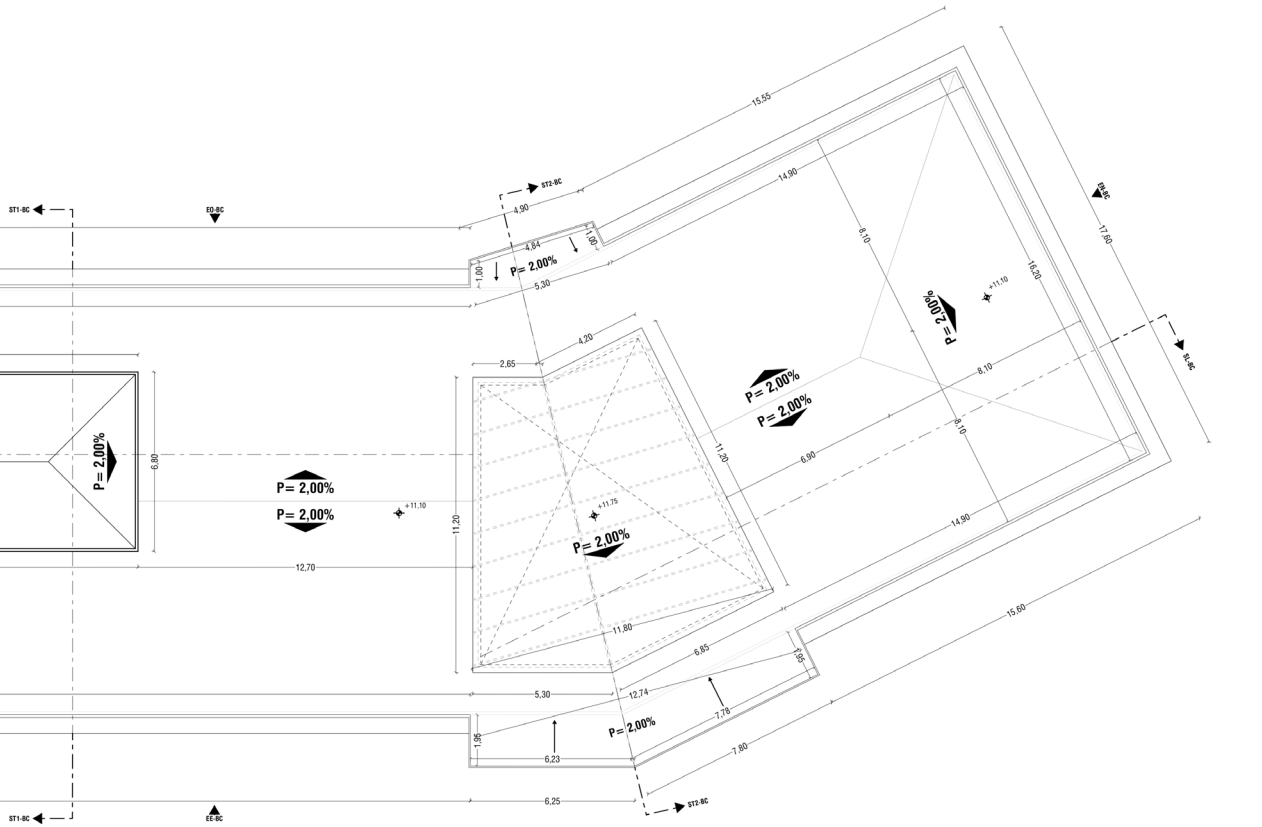 15,55
ST2-BC
ST1-BC
EO-BC
4,90
14,90
EN-BC
17,60
4,84
1,00
P= 2,00%
1,00
5,30
8,10
16,20
+11.10
P= 2,00%
4,20
2,65
SL-BC
8,10
P= 2,00%
P= 2,00%
8,10
P= 2,00%
6,80
11,20
6,90
P= 2,00%
P= 2,00%
+11.10
+11.75
11,20
P= 2,00%
14,90
12,70
11,80
15,60
6,85
1,95
5,30
12,74
7,78
P= 2,00%
1,95
6,23
7,80
6,25
ST2-BC
ST1-BC
EE-BC